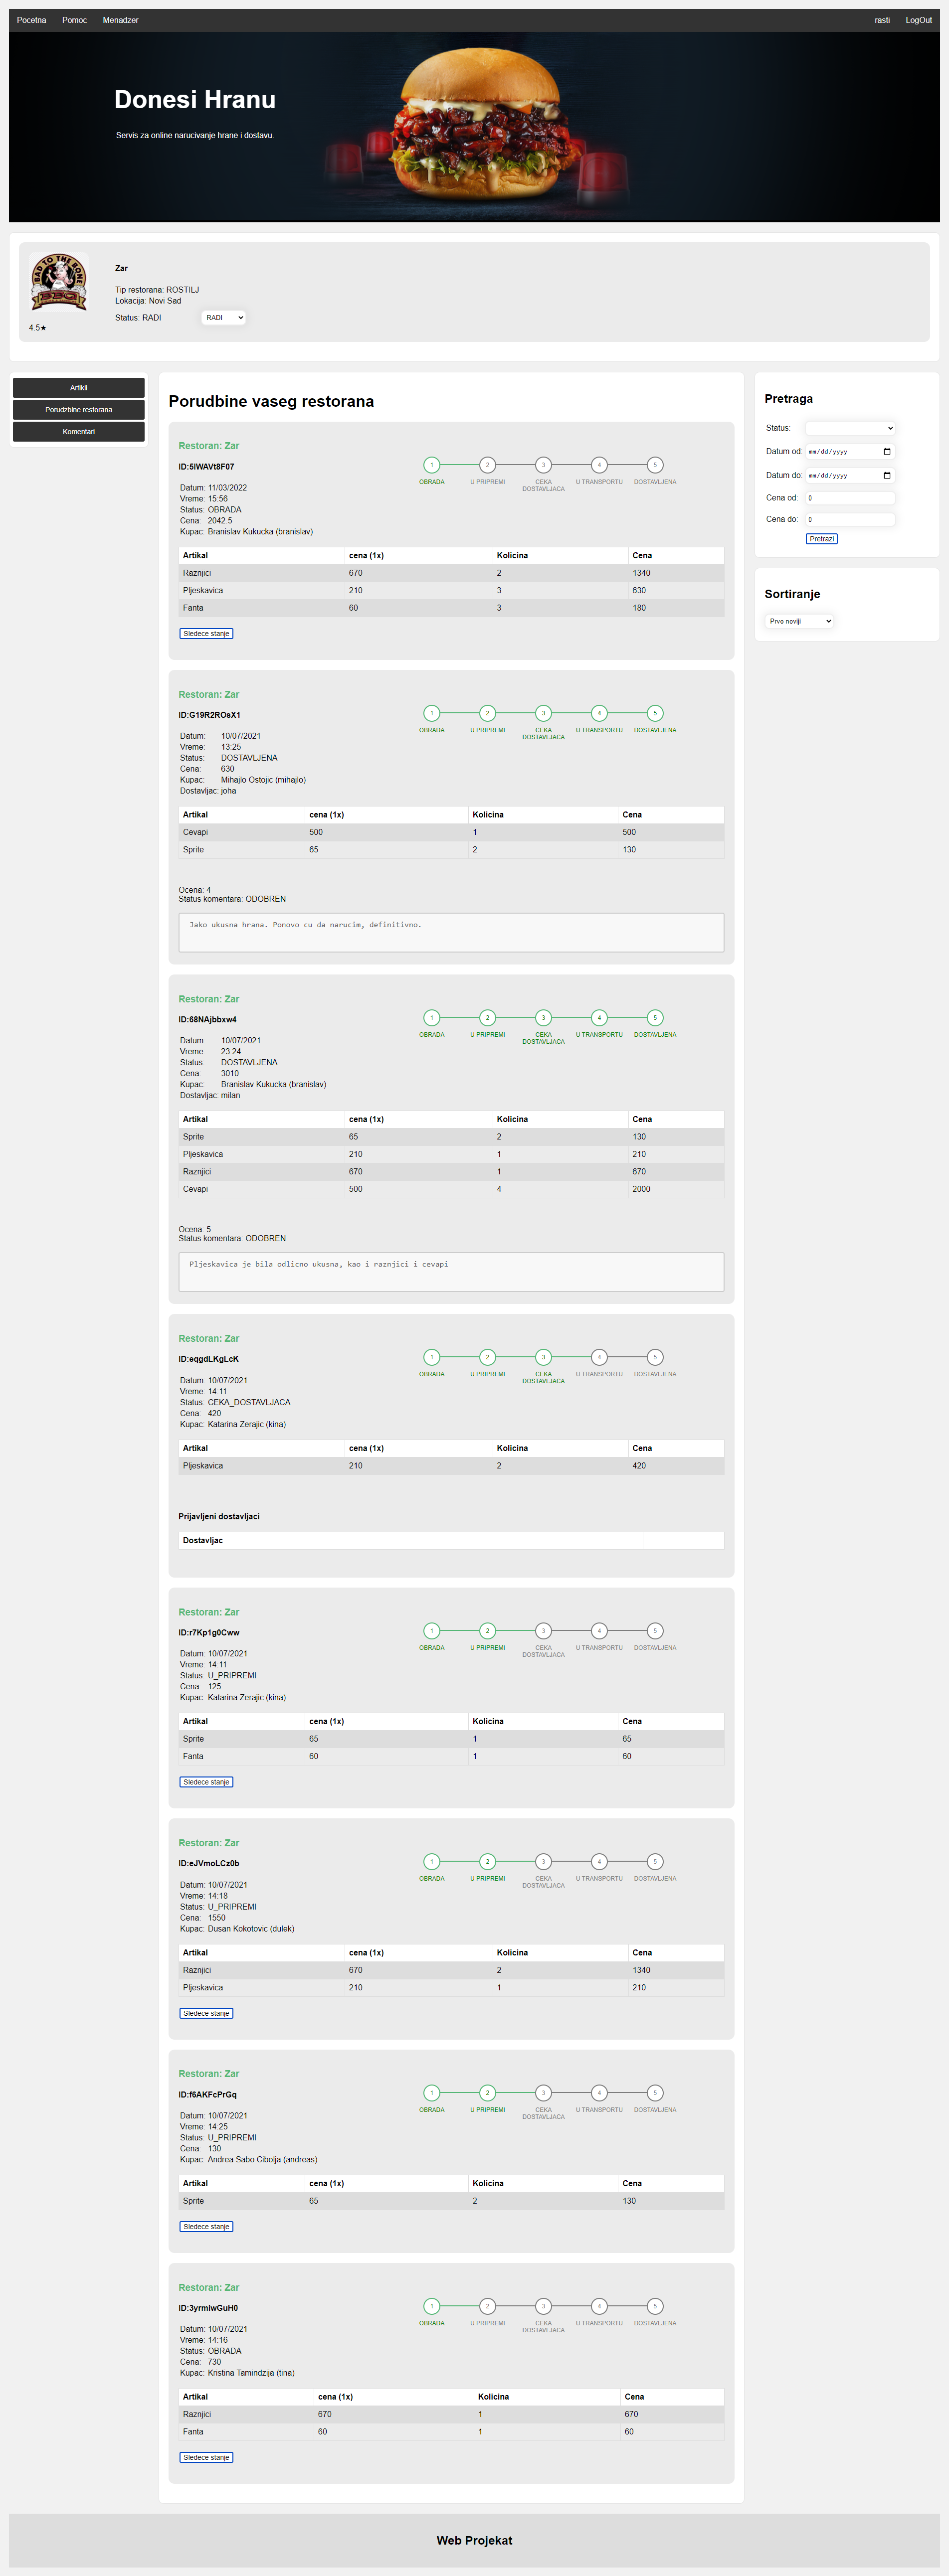 Pocetna Pomoc Menadzer rasti LogOut
Donesi Hranu
Servis za online narucivanje hrane i dostavu.
BAD TO THE BONE
BBQ
Zar
Tip restorana: ROSTILJ
Lokacija: Novi Sad
Status: RADI RADI
4.5★
Artikli
Porudzbine restorana
Komentari
Porudbine vaseg restorana
Restoran: Zar
ID:5IWAVt8F07
1 2 3 4 5
OBRADA U PRIPREMI CEKA DOSTAVLJACA U TRANSPORTU DOSTAVLJENA
Datum: 11/03/2022
Vreme: 15:56
Status: OBRADA
Cena: 2042.5
Kupac: Branislav Kukucka (branislav)
Artikal cena (1x) Kolicina Cena
Raznjici 670 2 1340
Pljeskavica 210 3 630
Fanta 60 3 180
Sledece stanje
Restoran: Zar
ID:G19R2ROsX1
1 2 3 4 5
OBRADA U PRIPREMI CEKA DOSTAVLJACA U TRANSPORTU DOSTAVLJENA
Datum: 10/07/2021
Vreme: 13:25
Status: DOSTAVLJENA
Cena: 630
Kupac: Mihajlo Ostojic (mihajlo)
Dostavljac: joha
Artikal cena (1x) Kolicina Cena
Cevapi 500 1 500
Sprite 65 2 130
Ocena: 4
Status komentara: ODOBREN
Jako ukusna hrana. Ponovo cu da narucim, definitivno.
Restoran: Zar
ID:68NAjbbxw4
1 2 3 4 5
OBRADA U PRIPREMI CEKA DOSTAVLJACA U TRANSPORTU DOSTAVLJENA
Datum: 10/07/2021
Vreme: 23:24
Status: DOSTAVLJENA
Cena: 3010
Kupac: Branislav Kukucka (branislav)
Dostavljac: milan
Artikal cena (1x) Kolicina Cena
Sprite 65 2 130
Pljeskavica 210 1 210
Raznjici 670 1 670
Cevapi 500 4 2000
Ocena: 5
Status komentara: ODOBREN
Pljeskavica je bila odlicno ukusna, kao i raznjici i cevapi
Restoran: Zar
ID:eqgdLKgLcK
1 2 3 4 5
OBRADA U PRIPREMI CEKA DOSTAVLJACA U TRANSPORTU DOSTAVLJENA
Datum: 10/07/2021
Vreme: 14:11
Status: CEKA_DOSTAVLJACA
Cena: 420
Kupac: Katarina Zerajic (kina)
Artikal cena (1x) Kolicina Cena
Pljeskavica 210 2 420
Prijavljeni dostavljaci
Dostavljac
Restoran: Zar
ID:r7Kp1g0Cww
1 2 3 4 5
OBRADA U PRIPREMI CEKA DOSTAVLJACA U TRANSPORTU DOSTAVLJENA
Datum: 10/07/2021
Vreme: 14:11
Status: U_PRIPREMI
Cena: 125
Kupac: Katarina Zerajic (kina)
Artikal cena (1x) Kolicina Cena
Sprite 65 1 65
Fanta 60 1 60
Sledece stanje
Restoran: Zar
ID:eJVmoLCz0b
1 2 3 4 5
OBRADA U PRIPREMI CEKA DOSTAVLJACA U TRANSPORTU DOSTAVLJENA
Datum: 10/07/2021
Vreme: 14:18
Status: U_PRIPREMI
Cena: 1550
Kupac: Dusan Kokotovic (dulek)
Artikal cena (1x) Kolicina Cena
Raznjici 670 2 1340
Pljeskavica 210 1 210
Sledece stanje
Restoran: Zar
ID:f6AKFcPrGq
1 2 3 4 5
OBRADA U PRIPREMI CEKA DOSTAVLJACA U TRANSPORTU DOSTAVLJENA
Datum: 10/07/2021
Vreme: 14:25
Status: U_PRIPREMI
Cena: 130
Kupac: Andrea Sabo Cibolja (andreas)
Artikal cena (1x) Kolicina Cena
Sprite 65 2 130
Sledece stanje
Restoran: Zar
ID:3yrmiwGuH0
1 2 3 4 5
OBRADA U PRIPREMI CEKA DOSTAVLJACA U TRANSPORTU DOSTAVLJENA
Datum: 10/07/2021
Vreme: 14:16
Status: OBRADA
Cena: 730
Kupac: Kristina Tamindzija (tina)
Artikal cena (1x) Kolicina Cena
Raznjici 670 1 670
Fanta 60 1 60
Sledece stanje
Pretraga
Status:
Datum od: mm/dd/yyyy
Datum do: mm/dd/yyyy
Cena od: 0
Cena do: 0
Pretrazi
Sortiranje
Prvo noviji
Web Projekat